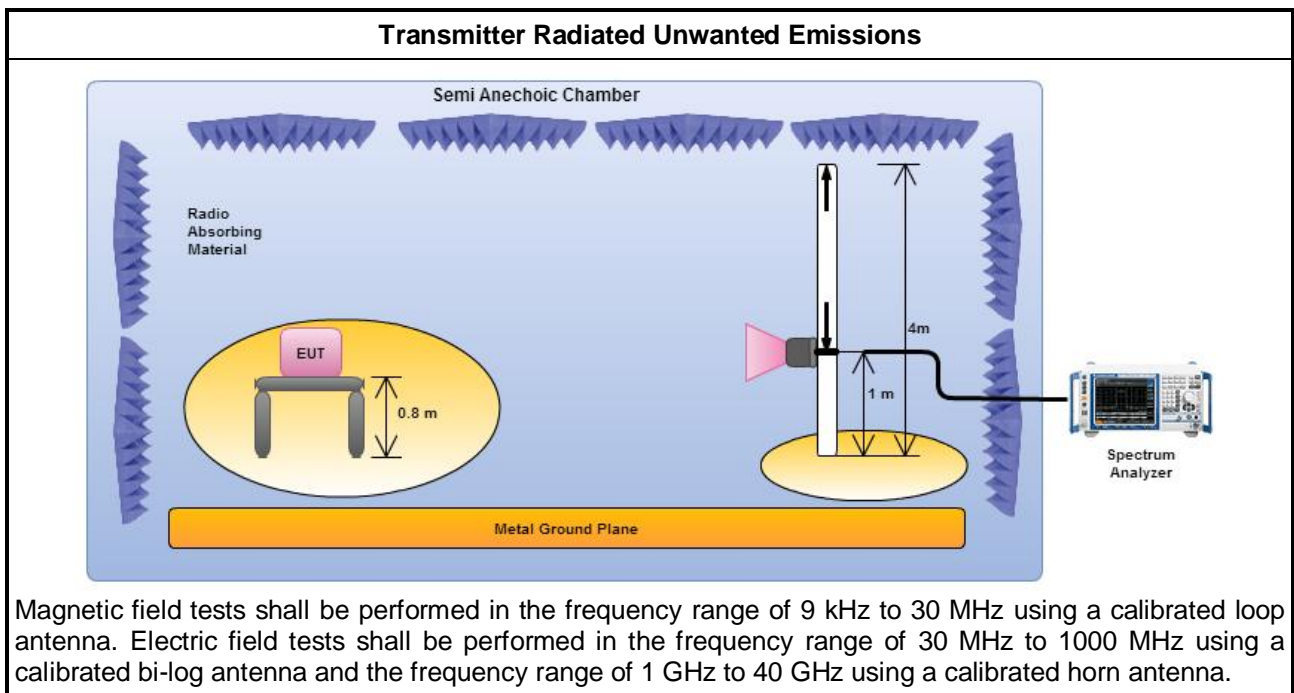 Transmitter Radiated Unwanted Emissions
Semi Anechoic Chamber
Radio
Absorbing
Material
EUT
0.8 m
4m
1 m
Spectrum
Analyzer
Metal Ground Plane
Magnetic field tests shall be performed in the frequency range of 9 kHz to 30 MHz using a calibrated loop
antenna. Electric field tests shall be performed in the frequency range of 30 MHz to 1000 MHz using a
calibrated bi-log antenna and the frequency range of 1 GHz to 40 GHz using a calibrated horn antenna.